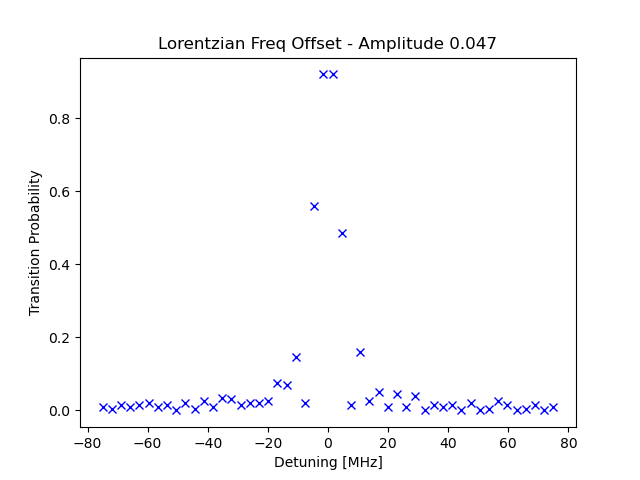 Lorentzian Freq Offset - Amplitude 0.047
Transition Probability
0.8
0.6
0.4
0.2
0.0
−80 −60 −40 −20 0 20 40 60 80
Detuning [MHz]